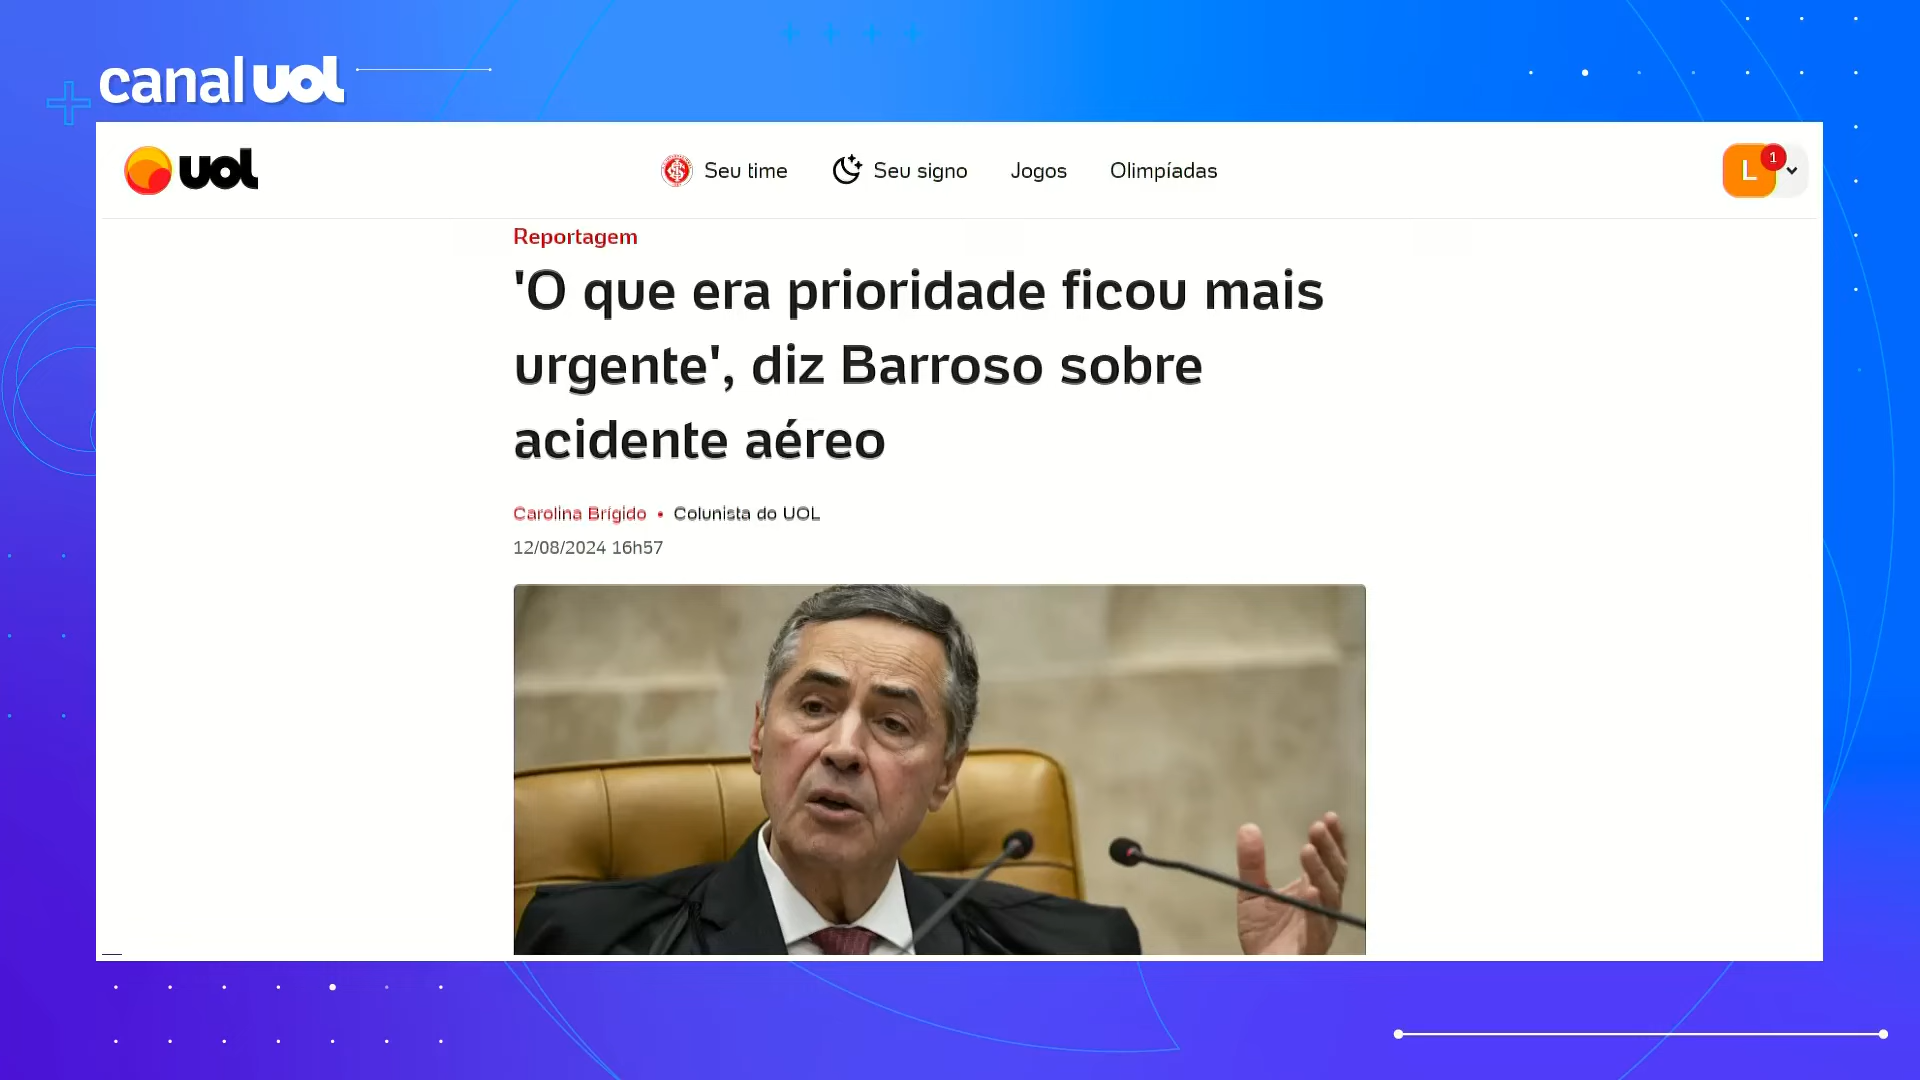 canal uol
uol
Seu time
Seu signo
Jogos
Olimpíadas
L
1
Reportagem
'O que era prioridade ficou mais
urgente', diz Barroso sobre
acidente aéreo
Carolina Brígido • Colunista do UOL
12/08/2024 16h57